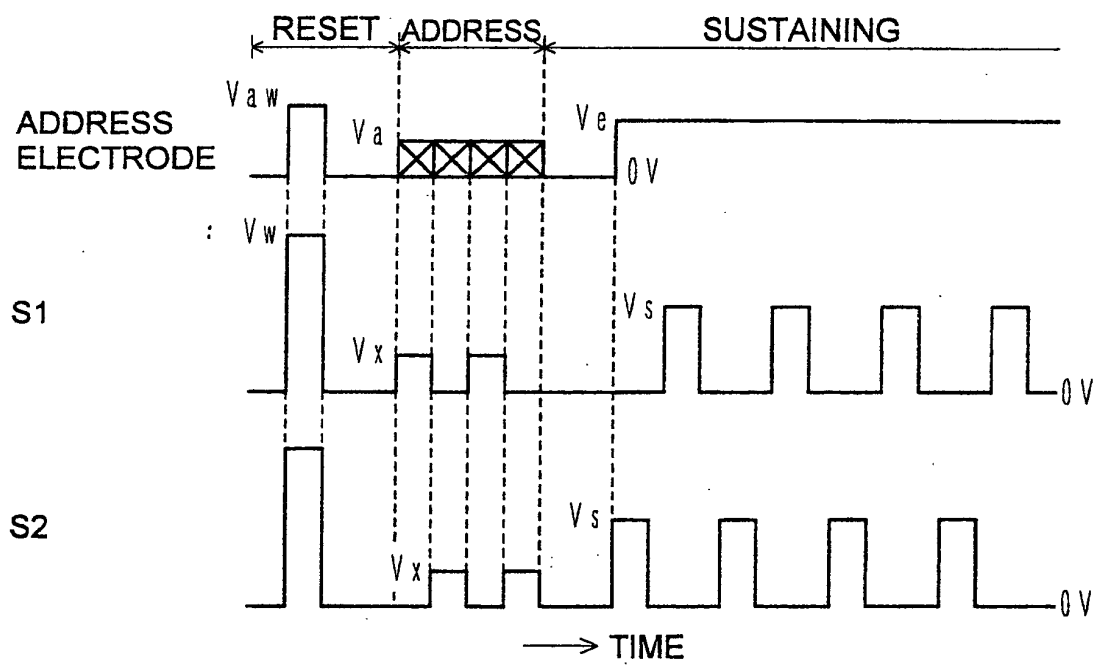 RESET ADDRESS SUSTAINING
Vaw
ADDRESS
ELECTRODE
Va
Ve
0V
Vw
S1
Vs
Vx
0V
S2
Vs
Vx
0V
TIME